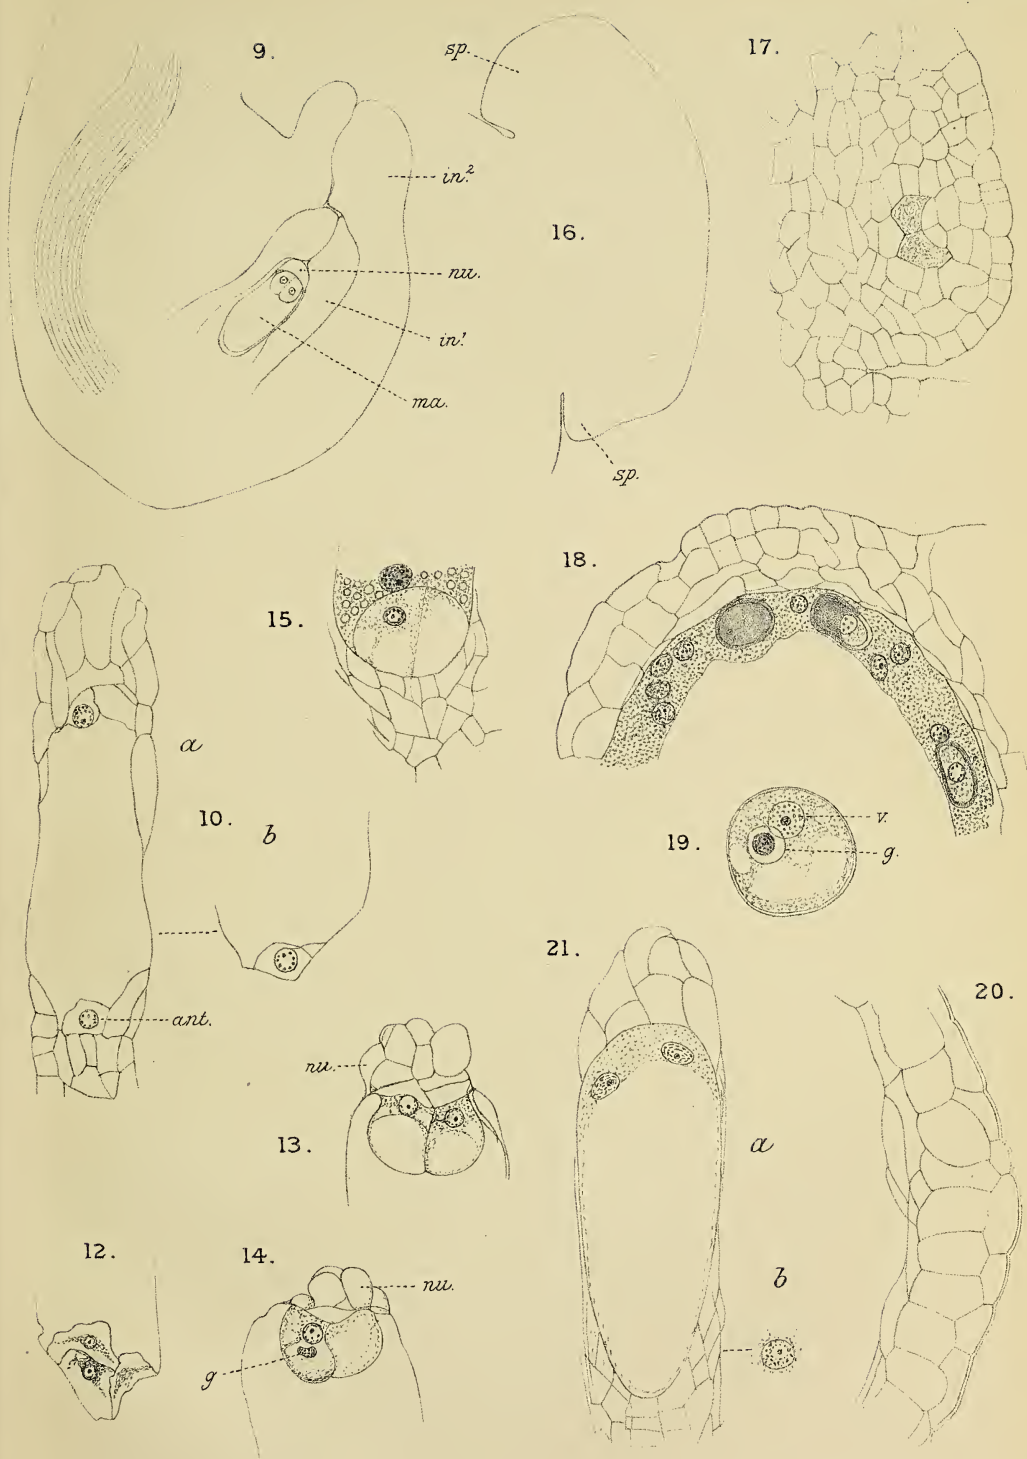 9.
sp.
17.
in.²
16.
nu.
in.¹
ma.
sp.
18.
15.
a
10.
b
v.
19.
g.
21.
20.
ant.
nu.
13.
a
12.
14.
b
nu.
g